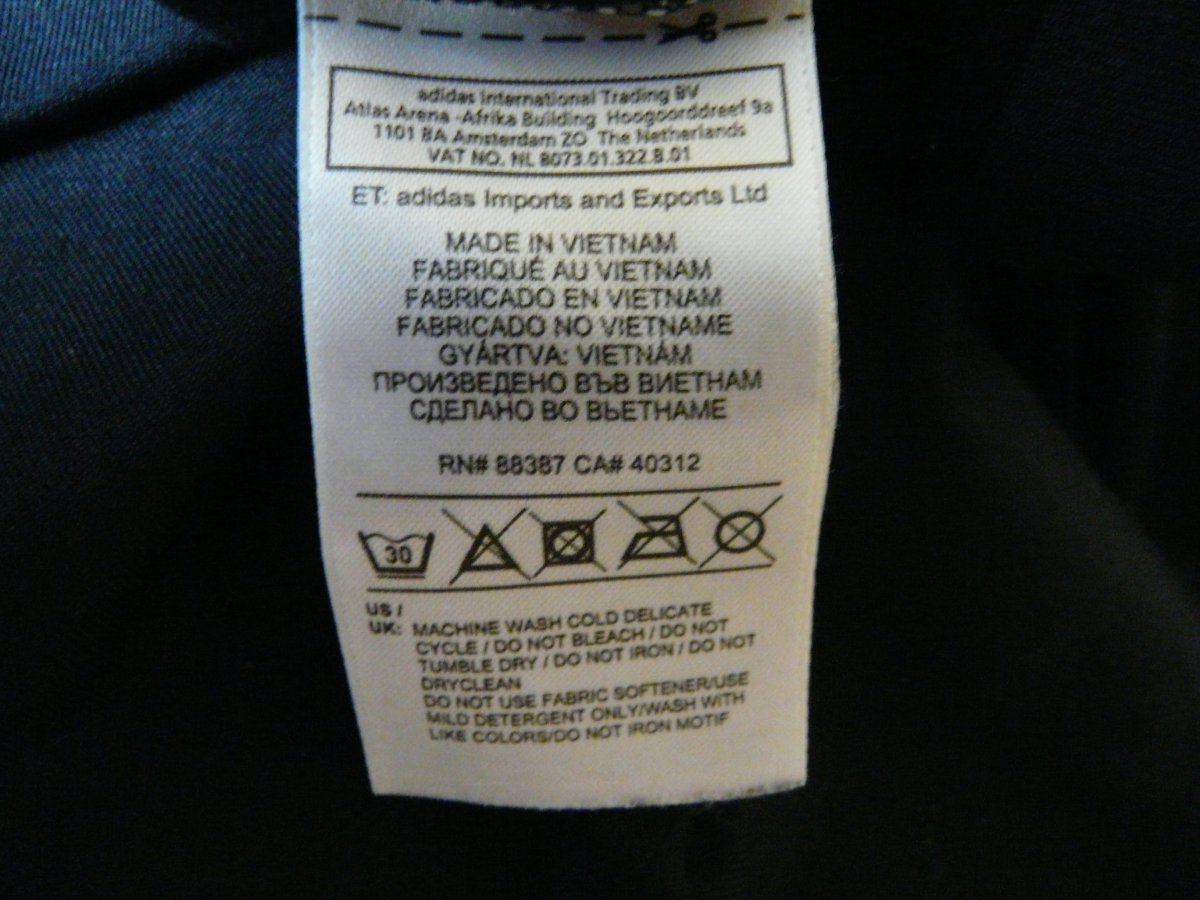 adidas International Trading BV
Atlas Arena -Afrika Building Hoogoorddreef 9a
1101 BA Amsterdam ZO The Netherlands
VAT NO. NL 8073.01.322.B.01
ET: adidas Imports and Exports Ltd
MADE IN VIETNAM
FABRIQUÉ AU VIETNAM
FABRICADO EN VIETNAM
FABRICADO NO VIETNAME
GYÁRTVA: VIETNÁM
ПРОИЗВЕДЕНО ВЪВ ВИЕТНАМ
СДЕЛАНО ВО ВЬЕТНАМЕ
RN# 88387 CA# 40312
30
US /
UK: MACHINE WASH COLD DELICATE
CYCLE / DO NOT BLEACH / DO NOT
TUMBLE DRY / DO NOT IRON / DO NOT
DRYCLEAN
DO NOT USE FABRIC SOFTENER/USE
MILD DETERGENT ONLY/WASH WITH
LIKE COLORS/DO NOT IRON MOTIF